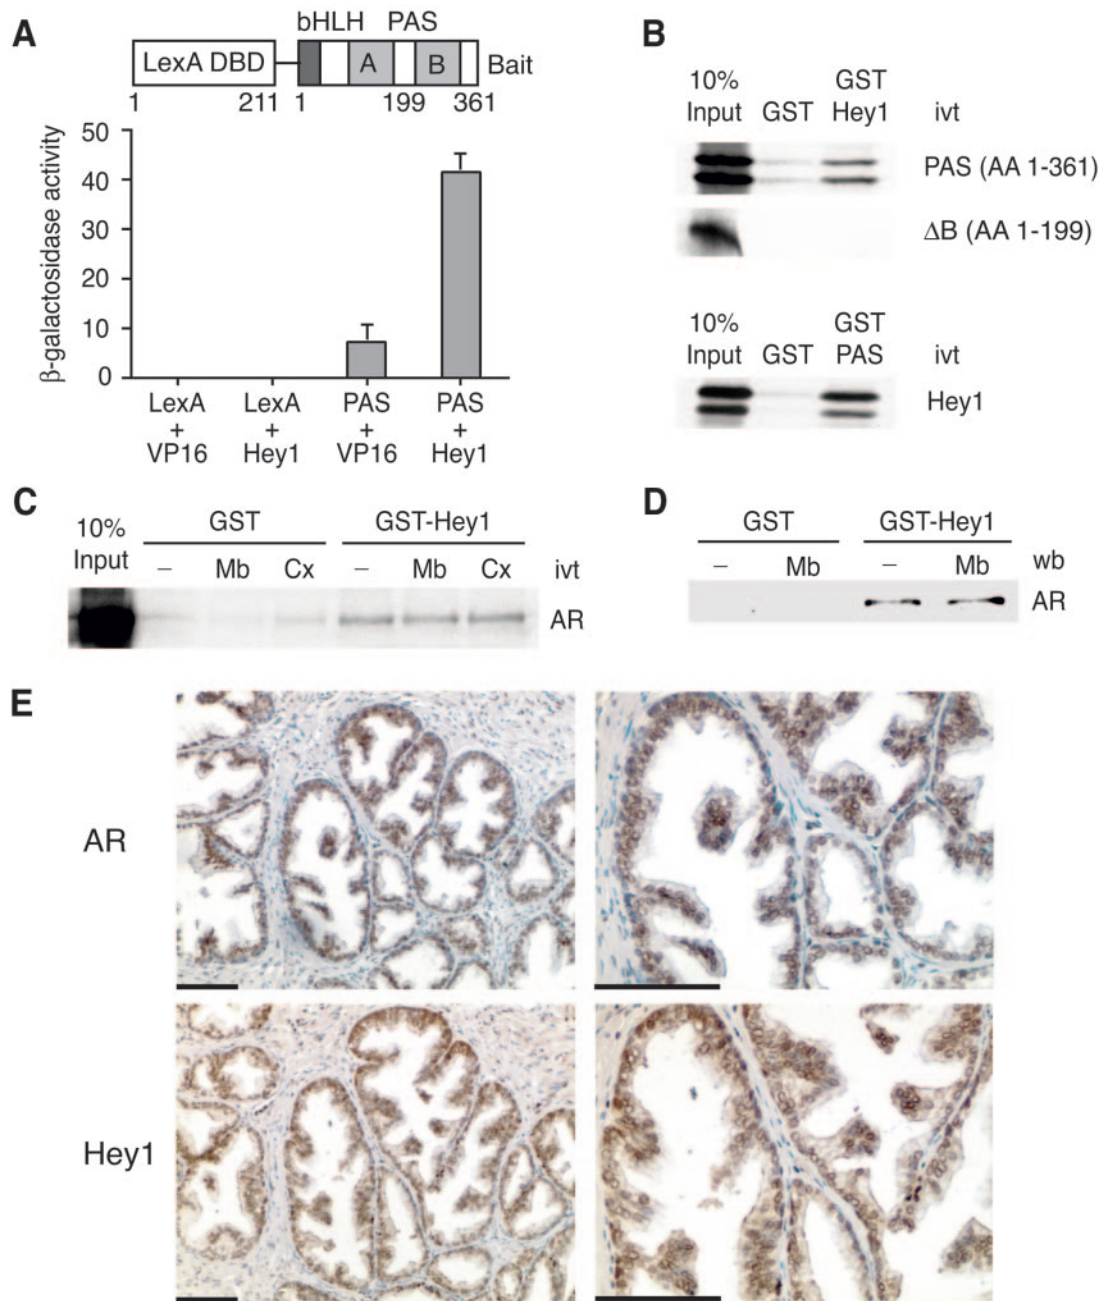 A
bHLH PAS
LexA DBD
A
B
Bait
1 211 1 199 361
β-galactosidase activity
50
40
30
20
10
0
LexA + VP16
LexA + Hey1
PAS + VP16
PAS + Hey1
B
10% Input
GST
GST Hey1
ivt
PAS (AA 1-361)
ΔB (AA 1-199)
10% Input
GST
GST PAS
ivt
Hey1
C
10% Input
GST
GST-Hey1
– Mb Cx – Mb Cx ivt
AR
D
GST
GST-Hey1
– Mb – Mb wb
AR
E
AR
Hey1